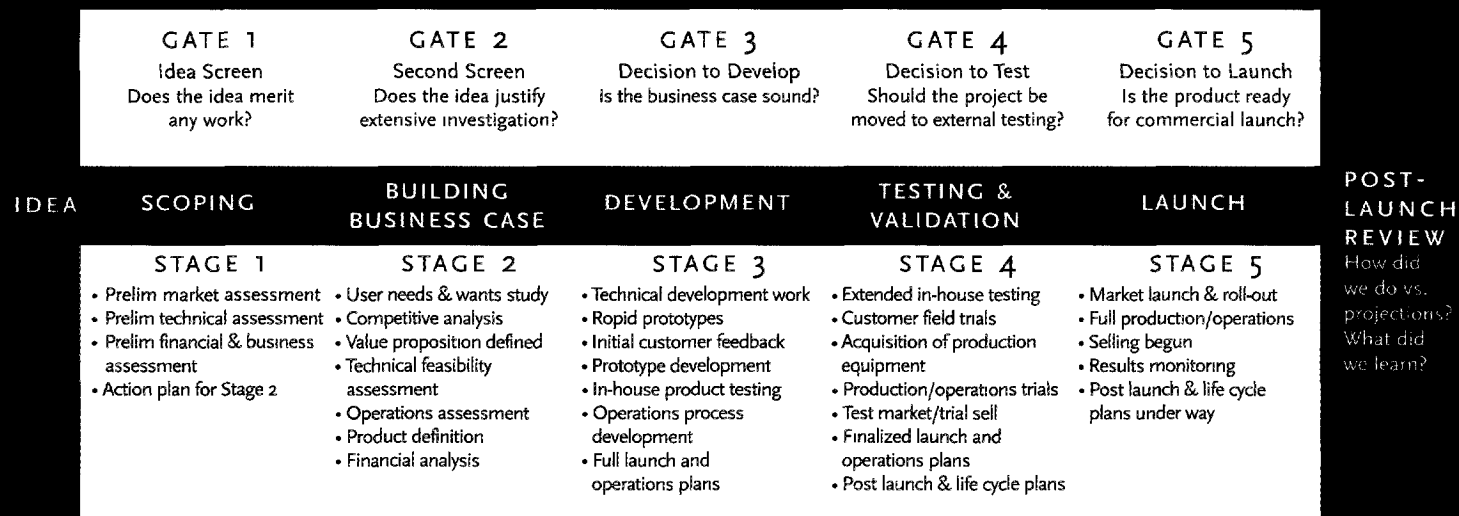 GATE 1
Idea Screen
Does the idea merit
any work?
GATE 2
Second Screen
Does the idea justify
extensive investigation?
GATE 3
Decision to Develop
Is the business case sound?
GATE 4
Decision to Test
Should the project be
moved to external testing?
GATE 5
Decision to Launch
Is the product ready
for commercial launch?
IDEA
SCOPING
BUILDING
BUSINESS CASE
DEVELOPMENT
TESTING &
VALIDATION
LAUNCH
POST-
LAUNCH
REVIEW
How did
we do vs.
projections?
What did
we learn?
STAGE 1
• Prelim market assessment
• Prelim technical assessment
• Prelim financial & business
assessment
• Action plan for Stage 2
STAGE 2
• User needs & wants study
• Competitive analysis
• Value proposition defined
• Technical feasibility
assessment
• Operations assessment
• Product definition
• Financial analysis
STAGE 3
• Technical development work
• Ropid prototypes
• Initial customer feedback
• Prototype development
• In-house product testing
• Operations process
development
• Full launch and
operations plans
STAGE 4
• Extended in-house testing
• Customer field trials
• Acquisition of production
equipment
• Production/operations trials
• Test market/trial sell
• Finalized launch and
operations plans
• Post launch & life cycle plans
STAGE 5
• Market launch & roll-out
• Full production/operations
• Selling begun
• Results monitoring
• Post launch & life cycle
plans under way